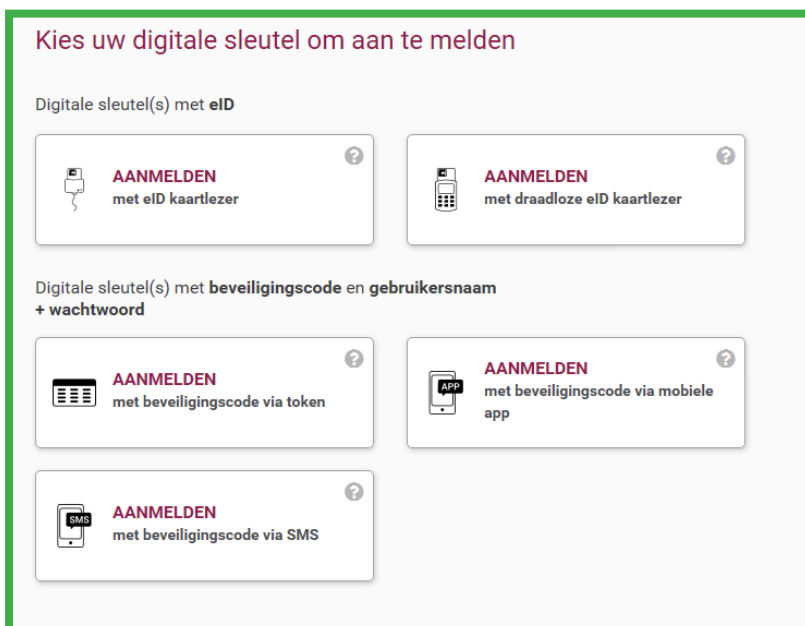 Kies uw digitale sleutel om aan te melden
Digitale sleutel(s) met eID
?
AANMELDEN
met eID kaartlezer
?
AANMELDEN
met draadloze eID kaartlezer
Digitale sleutel(s) met beveiligingscode en gebruikersnaam
+ wachtwoord
?
AANMELDEN
met beveiligingscode via token
?
APP
AANMELDEN
met beveiligingscode via mobiele
app
?
SMS
AANMELDEN
met beveiligingscode via SMS